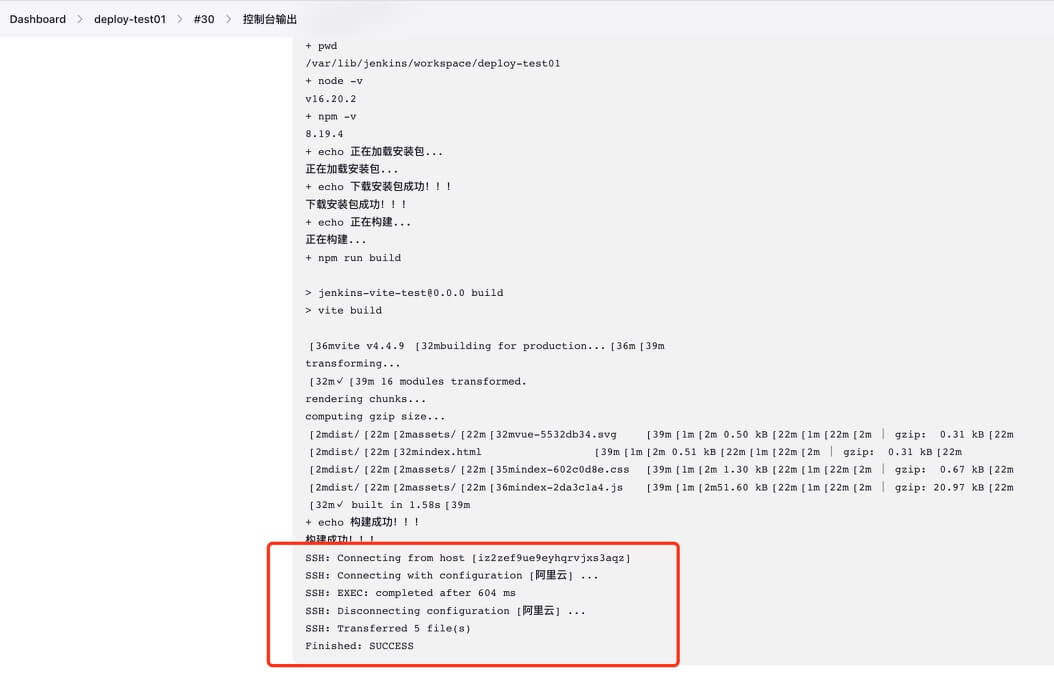 Dashboard > deploy-test01 > #30 > 控制台输出
+ pwd
/var/lib/jenkins/workspace/deploy-test01
+ node -v
v16.20.2
+ npm -v
8.19.4
+ echo 正在加载安装包...
正在加载安装包...
+ echo 下载安装包成功！！！
下载安装包成功！！！
+ echo 正在构建...
正在构建...
+ npm run build
> jenkins-vite-test@0.0.0 build
> vite build
[36mvite v4.4.9 [32mbuilding for production...[36m[39m
transforming...
[32m✓[39m 16 modules transformed.
rendering chunks...
computing gzip size...
[2mdist/[22m[2massets/[22m[32mvue-5532db34.svg [39m[1m[2m 0.50 kB[22m[1m[22m[2m │ gzip: 0.31 kB[22m
[2mdist/[22m[32mindex.html [39m[1m[2m 0.51 kB[22m[1m[22m[2m │ gzip: 0.31 kB[22m
[2mdist/[22m[2massets/[22m[35mindex-602c0d8e.css [39m[1m[2m 1.30 kB[22m[1m[22m[2m │ gzip: 0.67 kB[22m
[2mdist/[22m[2massets/[22m[36mindex-2da3c1a4.js [39m[1m[2m51.60 kB[22m[1m[22m[2m │ gzip: 20.97 kB[22m
[32m✓ built in 1.58s[39m
+ echo 构建成功！！！
构建成功！！！
SSH: Connecting from host [iz2zef9ue9eyhqrvjxs3aqz]
SSH: Connecting with configuration [阿里云] ...
SSH: EXEC: completed after 604 ms
SSH: Disconnecting configuration [阿里云] ...
SSH: Transferred 5 file(s)
Finished: SUCCESS